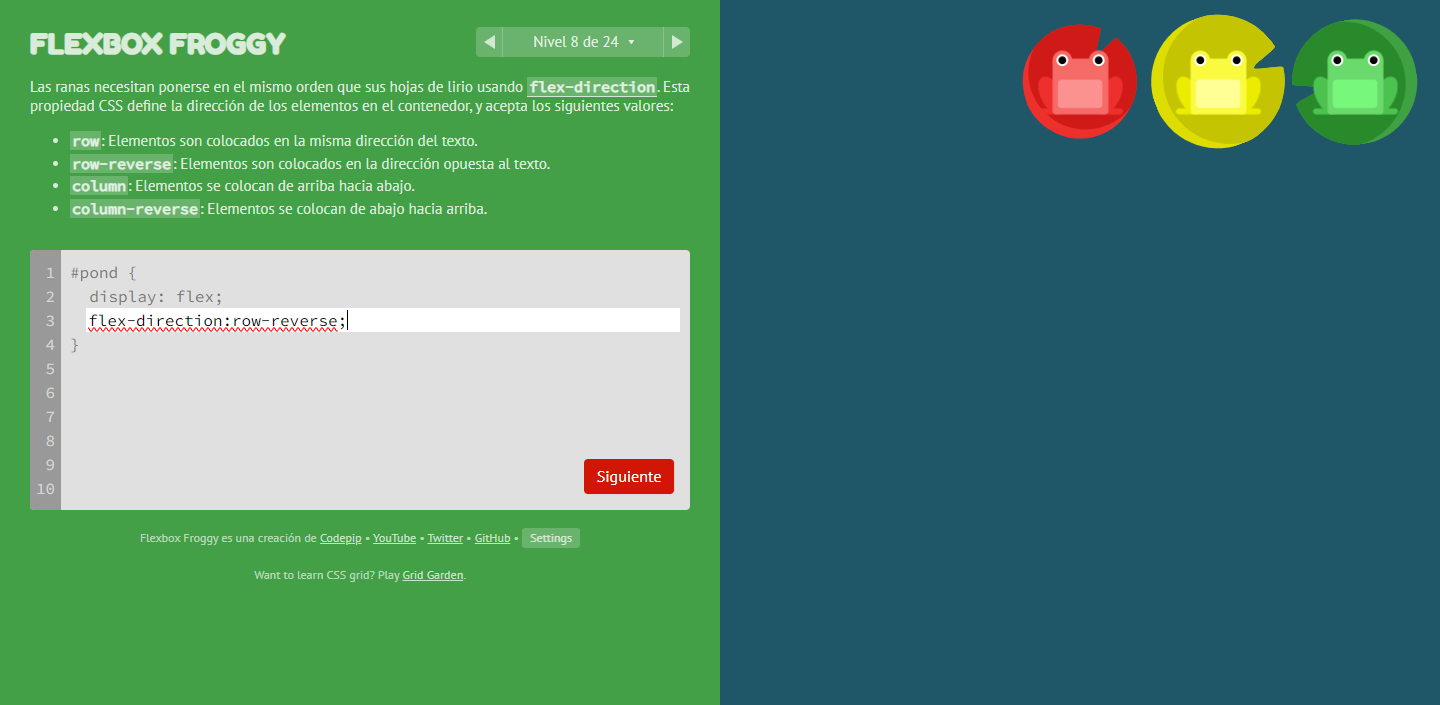 FLEXBOX FROGGY
Nivel 8 de 24
Las ranas necesitan ponerse en el mismo orden que sus hojas de lirio usando flex-direction. Esta
propiedad CSS define la dirección de los elementos en el contenedor, y acepta los siguientes valores:
• row: Elementos son colocados en la misma dirección del texto.
• row-reverse: Elementos son colocados en la dirección opuesta al texto.
• column: Elementos se colocan de arriba hacia abajo.
• column-reverse: Elementos se colocan de abajo hacia arriba.
1 #pond {
2 display: flex;
3 flex-direction:row-reverse;
4 }
5
6
7
8
9
10
Siguiente
Flexbox Froggy es una creación de Codepip • YouTube • Twitter • GitHub • Settings
Want to learn CSS grid? Play Grid Garden.